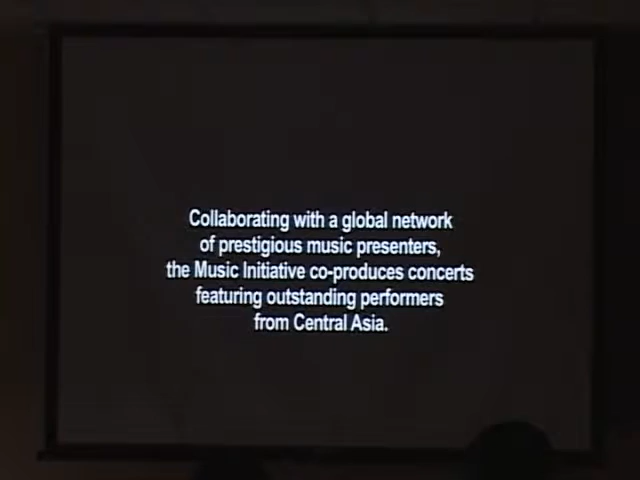 Collaborating with a global network
of prestigious music presenters,
the Music Initiative co-produces concerts
featuring outstanding performers
from Central Asia.